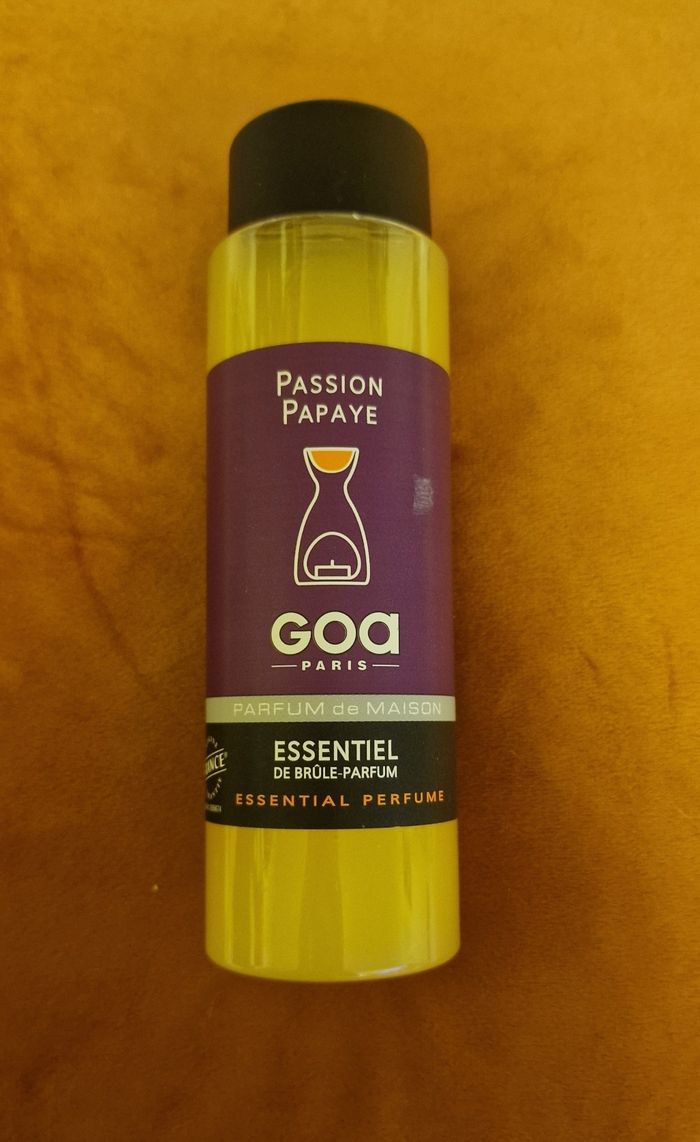 PASSION
PAPAYE
GOa
PARIS
PARFUM de MAISON
ESSENTIEL
DE BRÛLE-PARFUM
ESSENTIAL PERFUME